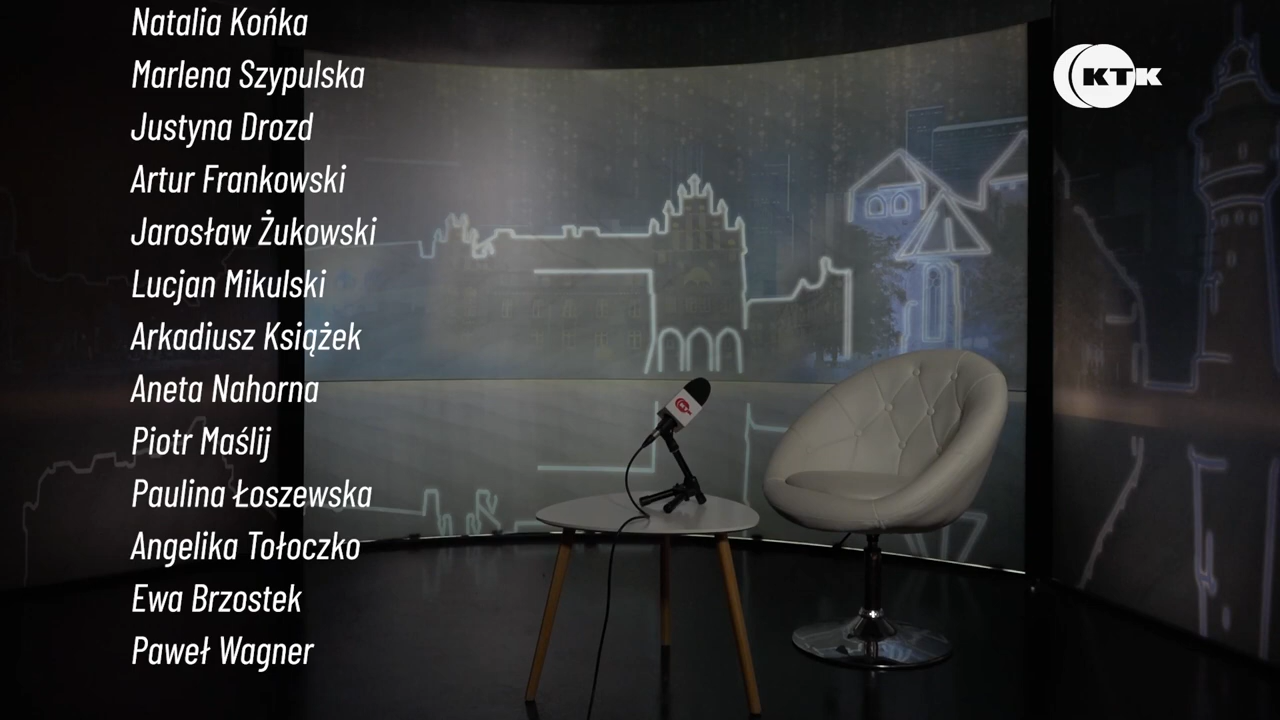 Natalia Końka
Marlena Szypulska
Justyna Drozd
Artur Frankowski
Jarosław Żukowski
Lucjan Mikulski
Arkadiusz Książek
Aneta Nahorna
Piotr Maślij
Paulina Łoszewska
Angelika Tołoczko
Ewa Brzostek
Paweł Wagner
KTK